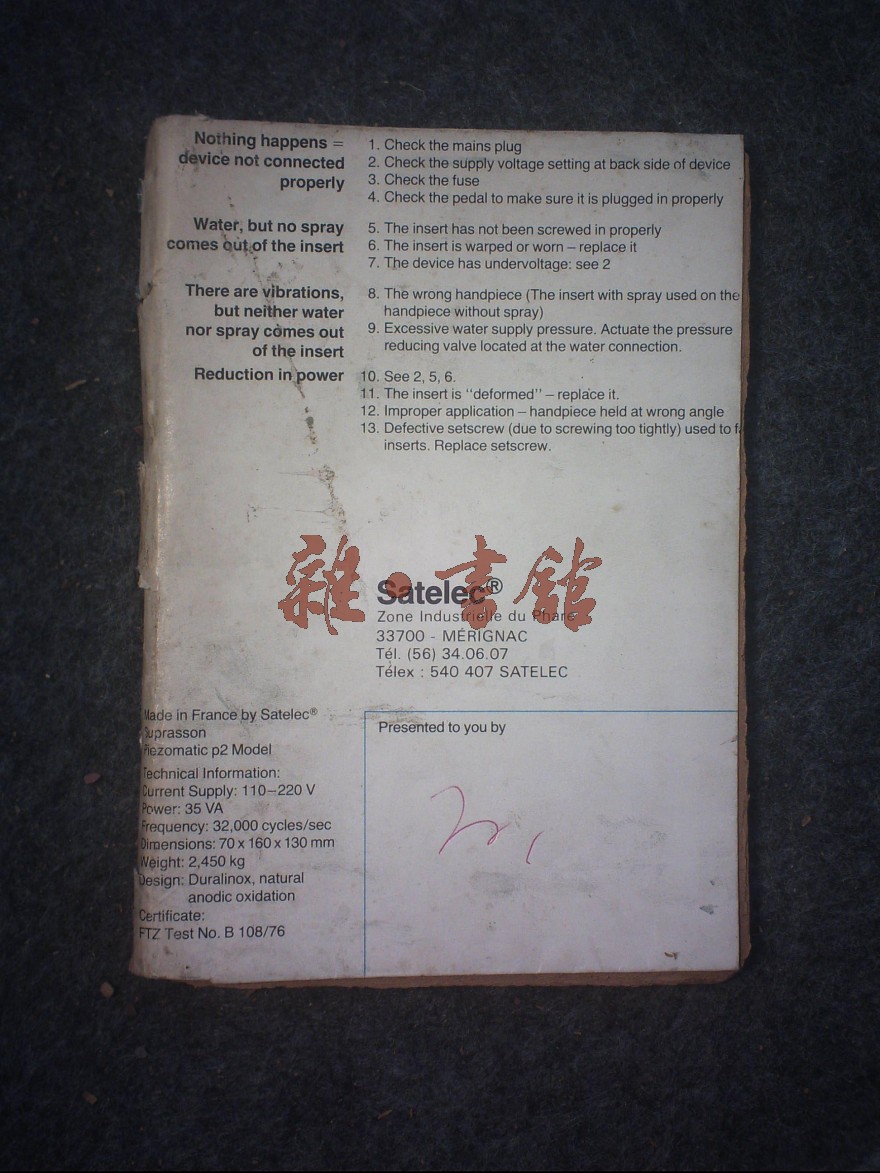 Nothing happens =
device not connected
properly
1. Check the mains plug
2. Check the supply voltage setting at back side of device
3. Check the fuse
4. Check the pedal to make sure it is plugged in properly
Water, but no spray
comes out of the insert
5. The insert has not been screwed in properly
6. The insert is warped or worn – replace it
7. The device has undervoltage: see 2
There are vibrations,
but neither water
nor spray comes out
of the insert
8. The wrong handpiece (The insert with spray used on the
handpiece without spray)
9. Excessive water supply pressure. Actuate the pressure
reducing valve located at the water connection.
Reduction in power
10. See 2, 5, 6.
11. The insert is "deformed" – replace it.
12. Improper application – handpiece held at wrong angle
13. Defective setscrew (due to screwing too tightly) used to
inserts. Replace setscrew.
雜·書館
Satelec®
Zone Industrielle du Phare
33700 - MÉRIGNAC
Tél. (56) 34.06.07
Télex : 540 407 SATELEC
Made in France by Satelec®
Suprasson
Piezomatic p2 Model
Technical Information:
Current Supply: 110–220 V
Power: 35 VA
Frequency: 32,000 cycles/sec
Dimensions: 70 x 160 x 130 mm
Weight: 2,450 kg
Design: Duralinox, natural
anodic oxidation
Certificate:
FTZ Test No. B 108/76
Presented to you by